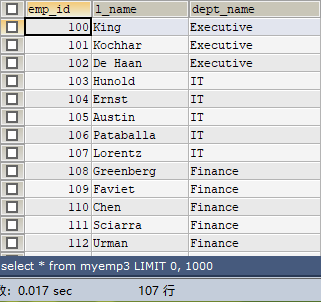 emp_id l_name dept_name
100 King Executive
101 Kochhar Executive
102 De Haan Executive
103 Hunold IT
104 Ernst IT
105 Austin IT
106 Pataballa IT
107 Lorentz IT
108 Greenberg Finance
109 Faviet Finance
110 Chen Finance
111 Sciarra Finance
112 Urman Finance
select * from myemp3 LIMIT 0, 1000
: 0.017 sec 107 行